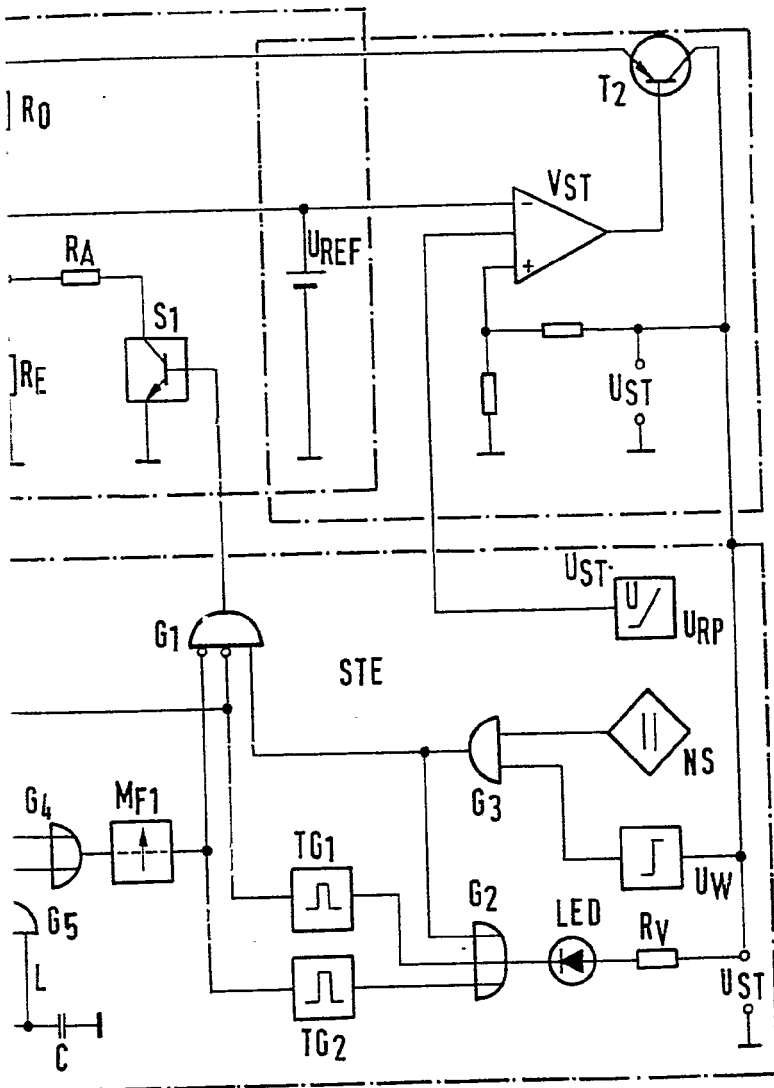 R0
T2
VST
−
+
UREF
RA
S1
RE
UST
UST
U
URP
G1
STE
NS
G3
G4
MF1
UW
TG1
G2
LED
RV
G5
L
UST
TG2
C